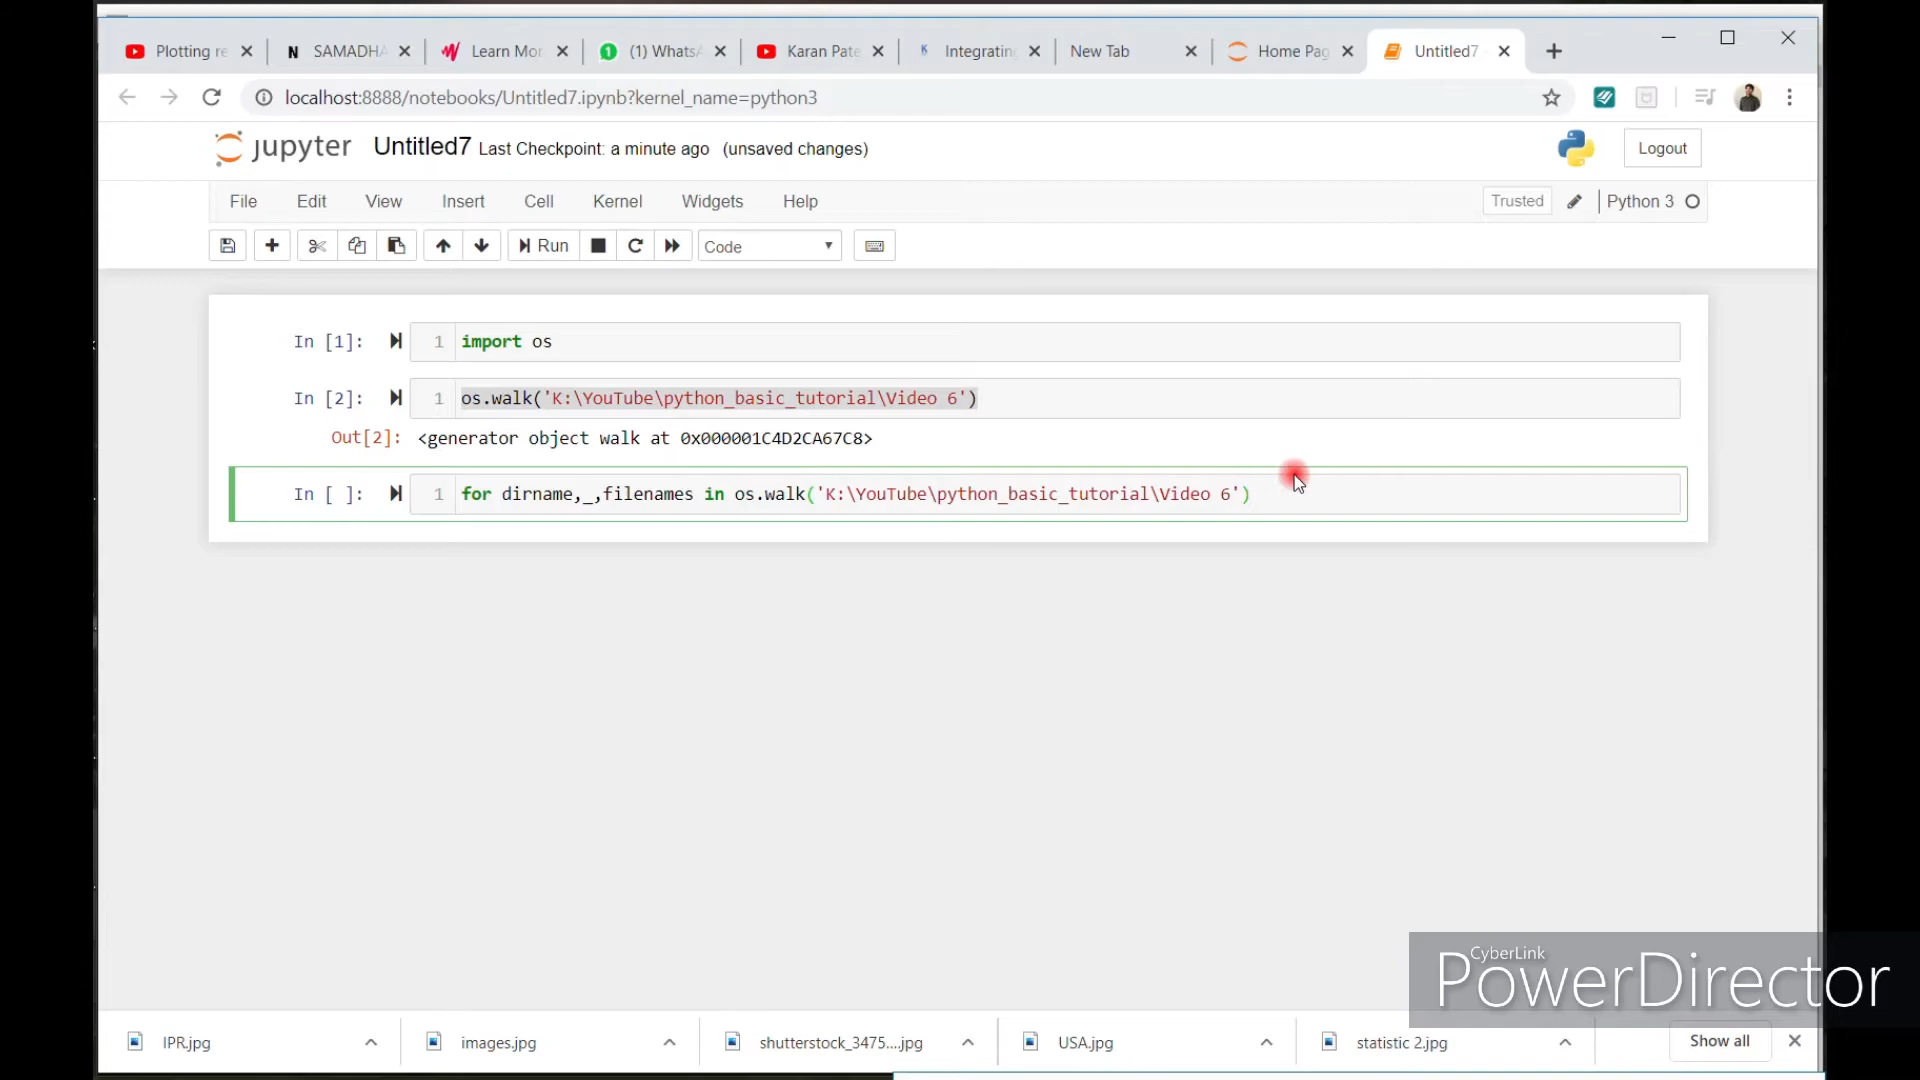 Plotting re
SAMADHA
Learn Mor
(1) WhatsA
Karan Pate
Integrating
New Tab
Home Pag
Untitled7
localhost:8888/notebooks/Untitled7.ipynb?kernel_name=python3
jupyter Untitled7 Last Checkpoint: a minute ago (unsaved changes)
Logout
File Edit View Insert Cell Kernel Widgets Help
Trusted
Python 3
Run
Code
In [1]: 1 import os
In [2]: 1 os.walk('K:\YouTube\python_basic_tutorial\Video 6')
Out[2]: <generator object walk at 0x000001C4D2CA67C8>
In [ ]: 1 for dirname,_,filenames in os.walk('K:\YouTube\python_basic_tutorial\Video 6')
CyberLink
PowerDirector
IPR.jpg
images.jpg
shutterstock_3475....jpg
USA.jpg
statistic 2.jpg
Show all